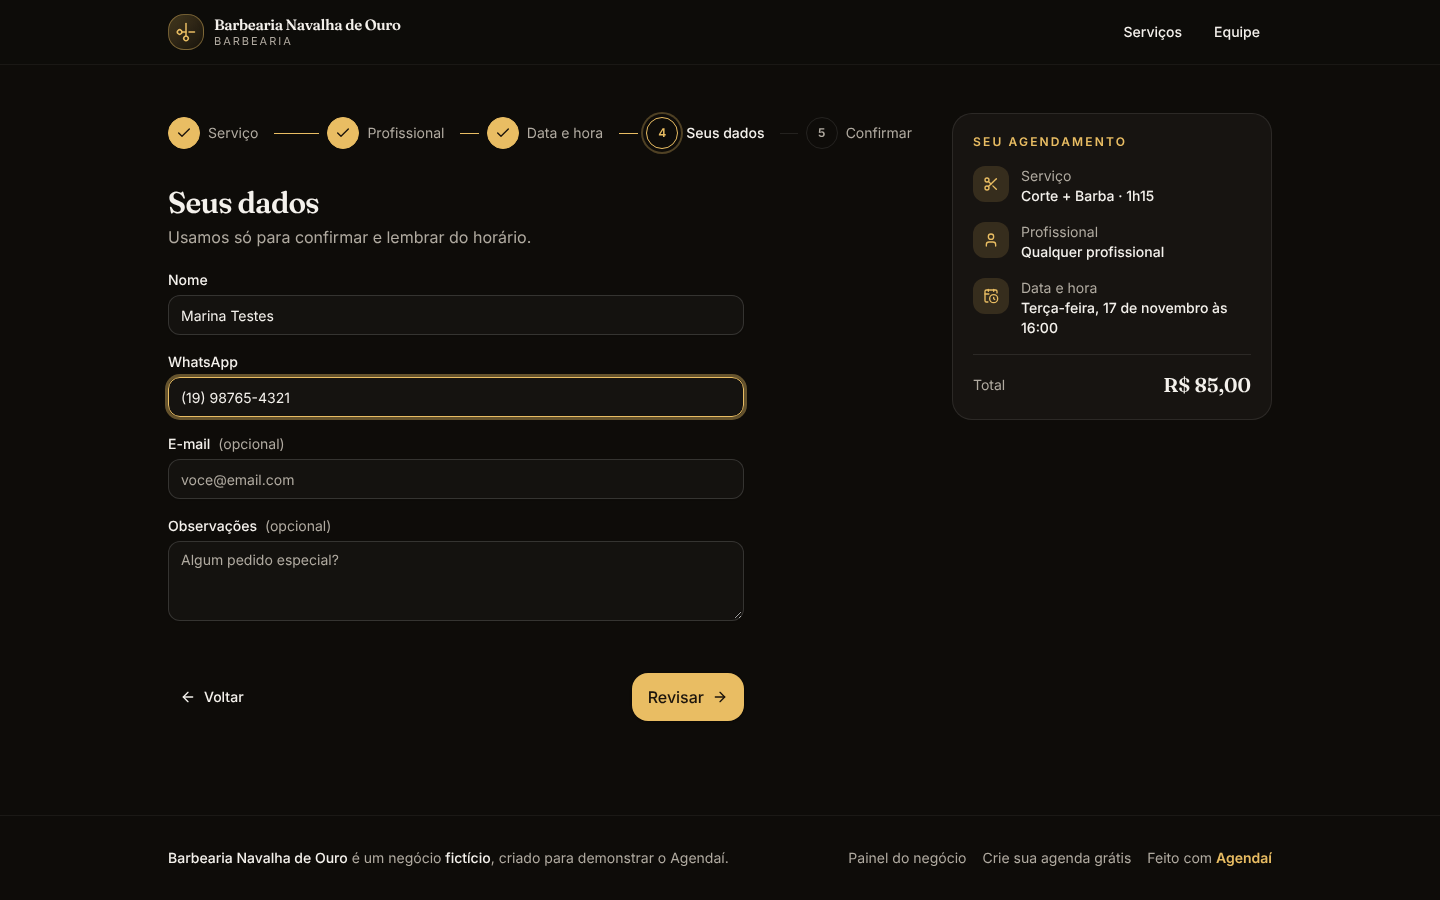 Barbearia Navalha de Ouro
BARBEARIA
Serviços
Equipe
Serviço
Profissional
Data e hora
4
Seus dados
5
Confirmar
Seus dados
Usamos só para confirmar e lembrar do horário.
Nome
Marina Testes
WhatsApp
(19) 98765-4321
E-mail (opcional)
voce@email.com
Observações (opcional)
Algum pedido especial?
Voltar
Revisar
SEU AGENDAMENTO
Serviço
Corte + Barba · 1h15
Profissional
Qualquer profissional
Data e hora
Terça-feira, 17 de novembro às
16:00
Total
R$ 85,00
Barbearia Navalha de Ouro é um negócio fictício, criado para demonstrar o Agendaí.
Painel do negócio
Crie sua agenda grátis
Feito com Agendaí